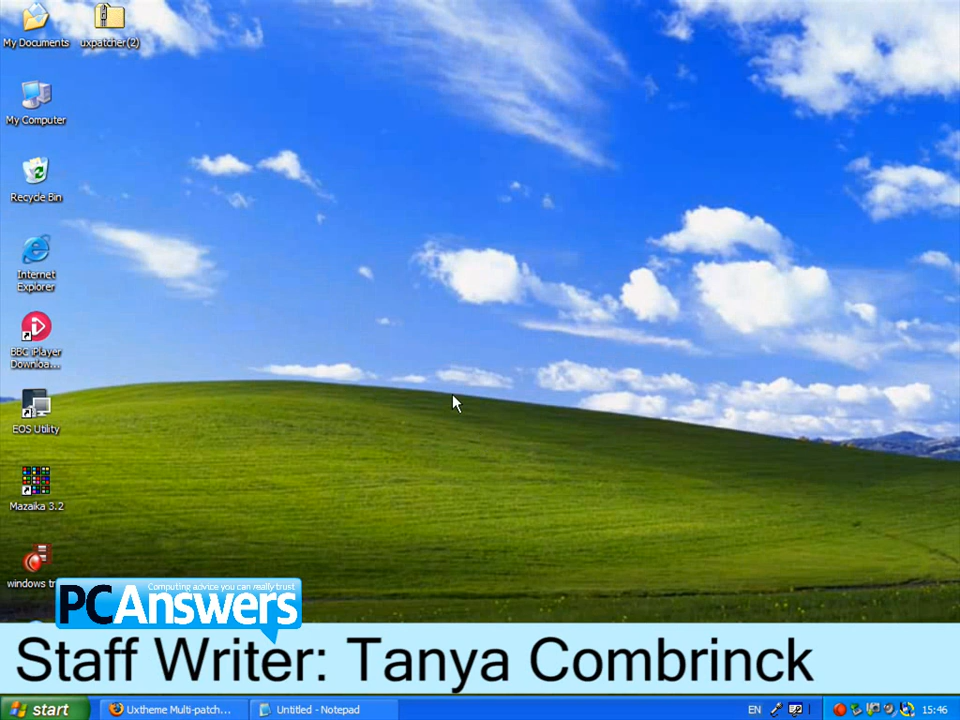 My Documents
uxpatcher(2)
My Computer
Recycle Bin
Internet
Explorer
BBC iPlayer
Downloa...
EOS Utility
Mazaika 3.2
windows tr
Computing advice you can really trust
PCAnswers
Staff Writer: Tanya Combrinck
start
Uxtheme Multi-patch...
Untitled - Notepad
EN
15:46